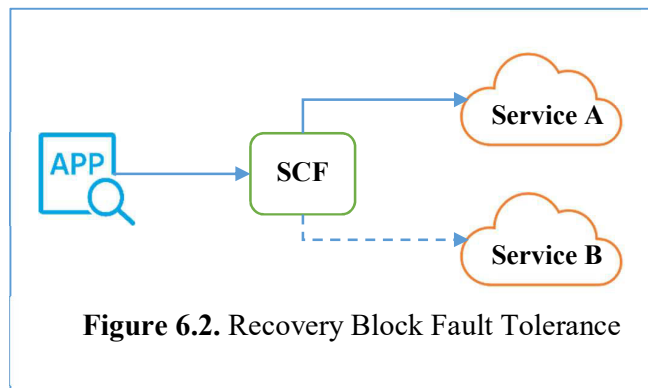 Service A
APP
SCF
Service B
Figure 6.2. Recovery Block Fault Tolerance